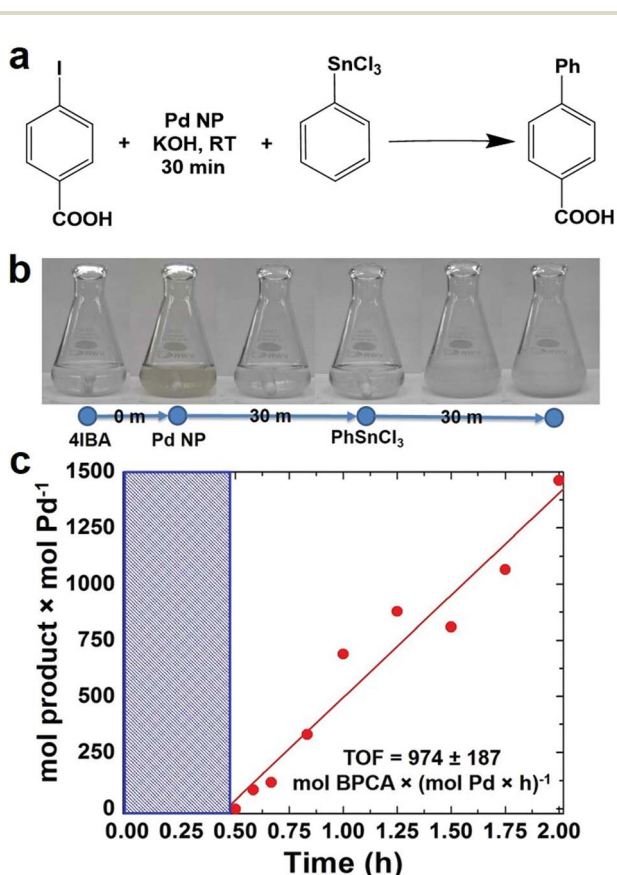 a
I
SnCl₃
Ph
Pd NP
+ KOH, RT +
30 min
COOH
COOH
b
0 m
30 m
30 m
4IBA
Pd NP
PhSnCl₃
c
1500
1250
1000
750
500
250
0
mol product × mol Pd⁻¹
TOF = 974 ± 187
mol BPCA × (mol Pd × h)⁻¹
0.00 0.25 0.50 0.75 1.00 1.25 1.50 1.75 2.00
Time (h)